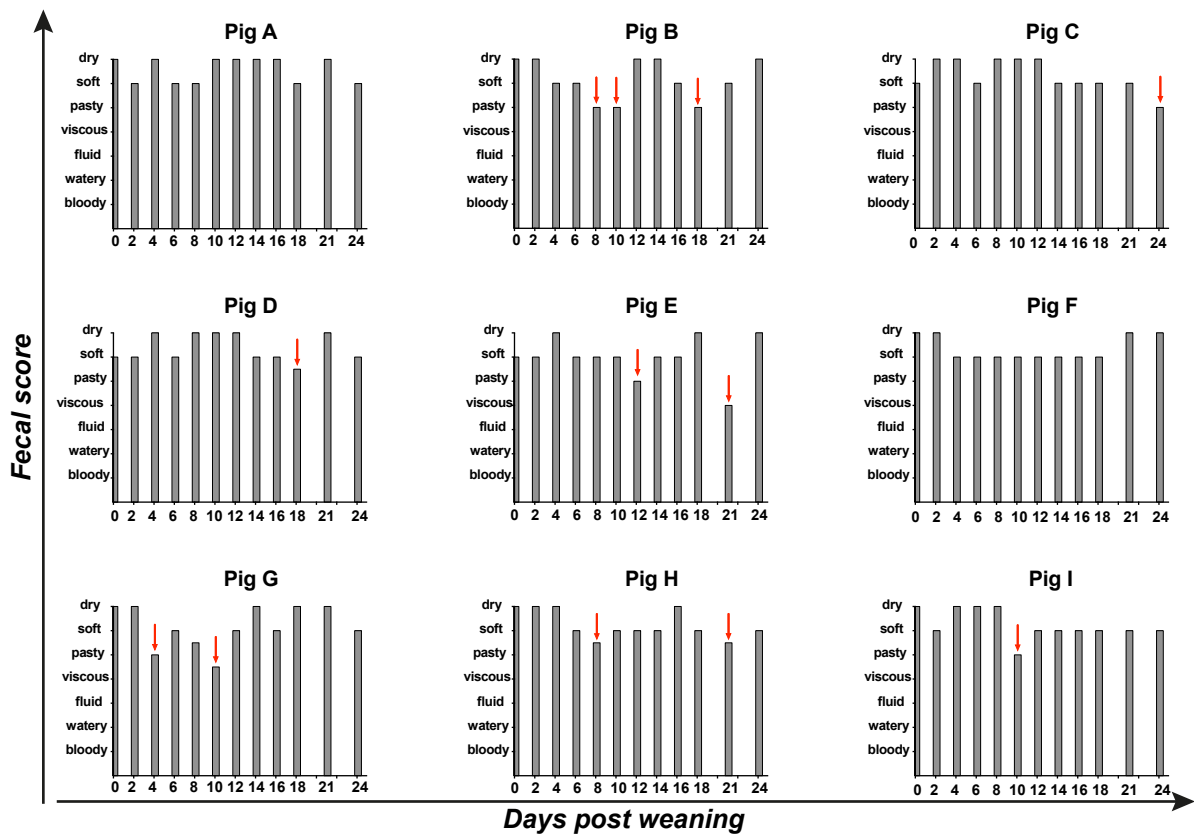 Fecal score
Pig A
dry
soft
pasty
viscous
fluid
watery
bloody
0 2 4 6 8 10 12 14 16 18 21 24
Pig B
dry
soft
pasty
viscous
fluid
watery
bloody
0 2 4 6 8 10 12 14 16 18 21 24
Pig C
dry
soft
pasty
viscous
fluid
watery
bloody
0 2 4 6 8 10 12 14 16 18 21 24
Pig D
dry
soft
pasty
viscous
fluid
watery
bloody
0 2 4 6 8 10 12 14 16 18 21 24
Pig E
dry
soft
pasty
viscous
fluid
watery
bloody
0 2 4 6 8 10 12 14 16 18 21 24
Pig F
dry
soft
pasty
viscous
fluid
watery
bloody
0 2 4 6 8 10 12 14 16 18 21 24
Pig G
dry
soft
pasty
viscous
fluid
watery
bloody
0 2 4 6 8 10 12 14 16 18 21 24
Pig H
dry
soft
pasty
viscous
fluid
watery
bloody
0 2 4 6 8 10 12 14 16 18 21 24
Pig I
dry
soft
pasty
viscous
fluid
watery
bloody
0 2 4 6 8 10 12 14 16 18 21 24
Days post weaning